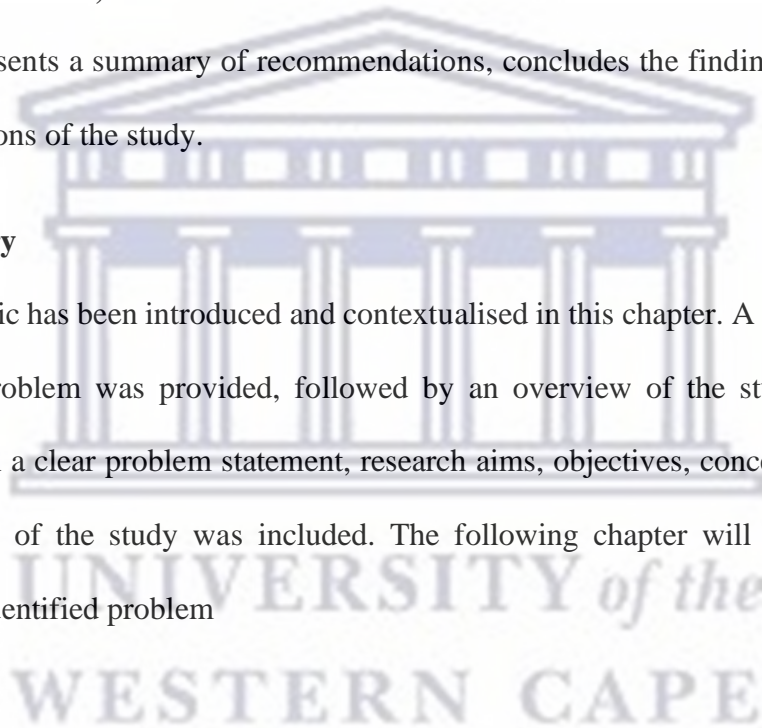 sents a summary of recommendations, concludes the findin
ons of the study.
y
ic has been introduced and contextualised in this chapter. A
roblem was provided, followed by an overview of the st
a clear problem statement, research aims, objectives, conc
of the study was included. The following chapter will
entified problem
UNIVERSITY of the
WESTERN CAPE